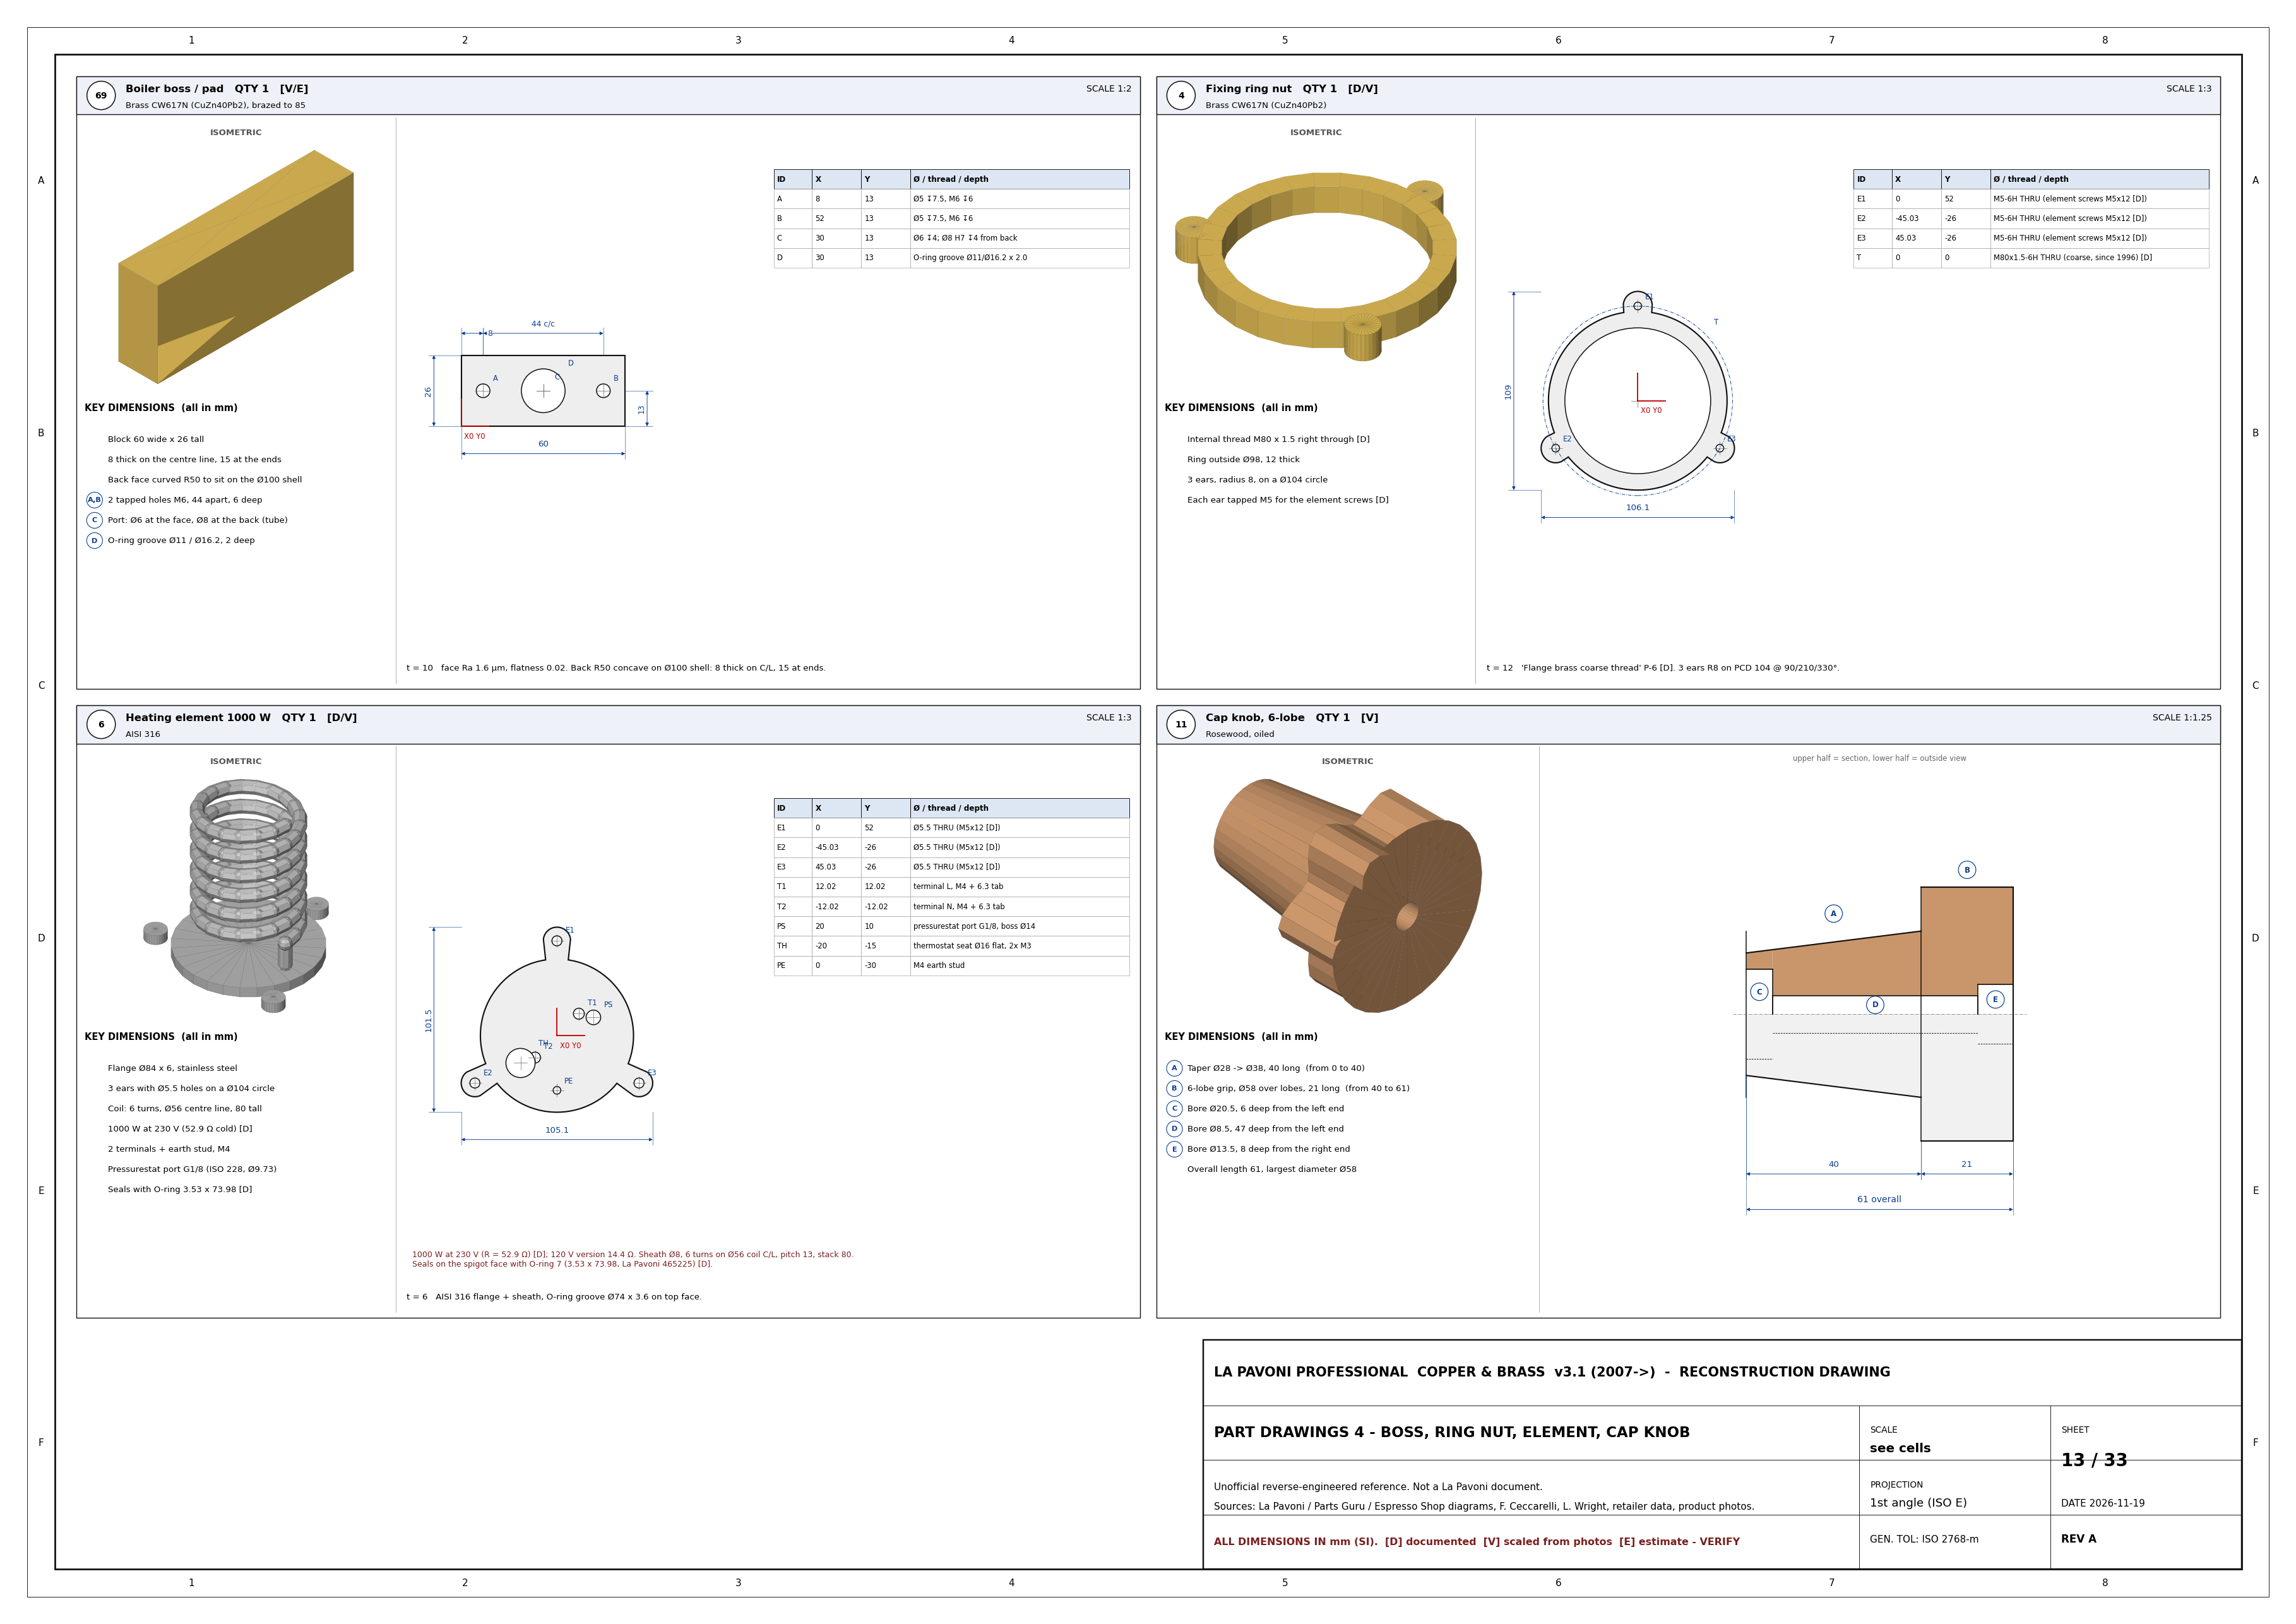 1 2 3 4 5 6 7 8
A A
B B
C C
D D
E E
F F
69
Boiler boss / pad QTY 1 [V/E]
SCALE 1:2
Brass CW617N (CuZn40Pb2), brazed to 85
ISOMETRIC
KEY DIMENSIONS (all in mm)
Block 60 wide x 26 tall
8 thick on the centre line, 15 at the ends
Back face curved R50 to sit on the Ø100 shell
A,B 2 tapped holes M6, 44 apart, 6 deep
C Port: Ø6 at the face, Ø8 at the back (tube)
D O-ring groove Ø11 / Ø16.2, 2 deep
ID X Y Ø / thread / depth
A 8 13 Ø5 ↧7.5, M6 ↧6
B 52 13 Ø5 ↧7.5, M6 ↧6
C 30 13 Ø6 ↧4; Ø8 H7 ↧4 from back
D 30 13 O-ring groove Ø11/Ø16.2 x 2.0
44 c/c
8
D
A C B
26
13
X0 Y0
60
t = 10 face Ra 1.6 µm, flatness 0.02. Back R50 concave on Ø100 shell: 8 thick on C/L, 15 at ends.
4
Fixing ring nut QTY 1 [D/V]
SCALE 1:3
Brass CW617N (CuZn40Pb2)
ISOMETRIC
KEY DIMENSIONS (all in mm)
Internal thread M80 x 1.5 right through [D]
Ring outside Ø98, 12 thick
3 ears, radius 8, on a Ø104 circle
Each ear tapped M5 for the element screws [D]
ID X Y Ø / thread / depth
E1 0 52 M5-6H THRU (element screws M5x12 [D])
E2 -45.03 -26 M5-6H THRU (element screws M5x12 [D])
E3 45.03 -26 M5-6H THRU (element screws M5x12 [D])
T 0 0 M80x1.5-6H THRU (coarse, since 1996) [D]
E1
T
109
X0 Y0
E2 E3
106.1
t = 12 'Flange brass coarse thread' P-6 [D]. 3 ears R8 on PCD 104 @ 90/210/330°.
6
Heating element 1000 W QTY 1 [D/V]
SCALE 1:3
AISI 316
ISOMETRIC
KEY DIMENSIONS (all in mm)
Flange Ø84 x 6, stainless steel
3 ears with Ø5.5 holes on a Ø104 circle
Coil: 6 turns, Ø56 centre line, 80 tall
1000 W at 230 V (52.9 Ω cold) [D]
2 terminals + earth stud, M4
Pressurestat port G1/8 (ISO 228, Ø9.73)
Seals with O-ring 3.53 x 73.98 [D]
ID X Y Ø / thread / depth
E1 0 52 Ø5.5 THRU (M5x12 [D])
E2 -45.03 -26 Ø5.5 THRU (M5x12 [D])
E3 45.03 -26 Ø5.5 THRU (M5x12 [D])
T1 12.02 12.02 terminal L, M4 + 6.3 tab
T2 -12.02 -12.02 terminal N, M4 + 6.3 tab
PS 20 10 pressurestat port G1/8, boss Ø14
TH -20 -15 thermostat seat Ø16 flat, 2x M3
PE 0 -30 M4 earth stud
E1
T1 PS
101.5
TH T2 X0 Y0
E2 PE E3
105.1
1000 W at 230 V (R = 52.9 Ω) [D]; 120 V version 14.4 Ω. Sheath Ø8, 6 turns on Ø56 coil C/L, pitch 13, stack 80.
Seals on the spigot face with O-ring 7 (3.53 x 73.98, La Pavoni 465225) [D].
t = 6 AISI 316 flange + sheath, O-ring groove Ø74 x 3.6 on top face.
11
Cap knob, 6-lobe QTY 1 [V]
SCALE 1:1.25
Rosewood, oiled
ISOMETRIC
upper half = section, lower half = outside view
KEY DIMENSIONS (all in mm)
A Taper Ø28 -> Ø38, 40 long (from 0 to 40)
B 6-lobe grip, Ø58 over lobes, 21 long (from 40 to 61)
C Bore Ø20.5, 6 deep from the left end
D Bore Ø8.5, 47 deep from the left end
E Bore Ø13.5, 8 deep from the right end
Overall length 61, largest diameter Ø58
B
A
C D E
40 21
61 overall
LA PAVONI PROFESSIONAL COPPER & BRASS v3.1 (2007->) - RECONSTRUCTION DRAWING
PART DRAWINGS 4 - BOSS, RING NUT, ELEMENT, CAP KNOB
SCALE
see cells
SHEET
13 / 33
Unofficial reverse-engineered reference. Not a La Pavoni document.
Sources: La Pavoni / Parts Guru / Espresso Shop diagrams, F. Ceccarelli, L. Wright, retailer data, product photos.
PROJECTION
1st angle (ISO E)
DATE 2026-11-19
ALL DIMENSIONS IN mm (SI). [D] documented [V] scaled from photos [E] estimate - VERIFY
GEN. TOL: ISO 2768-m
REV A
1 2 3 4 5 6 7 8